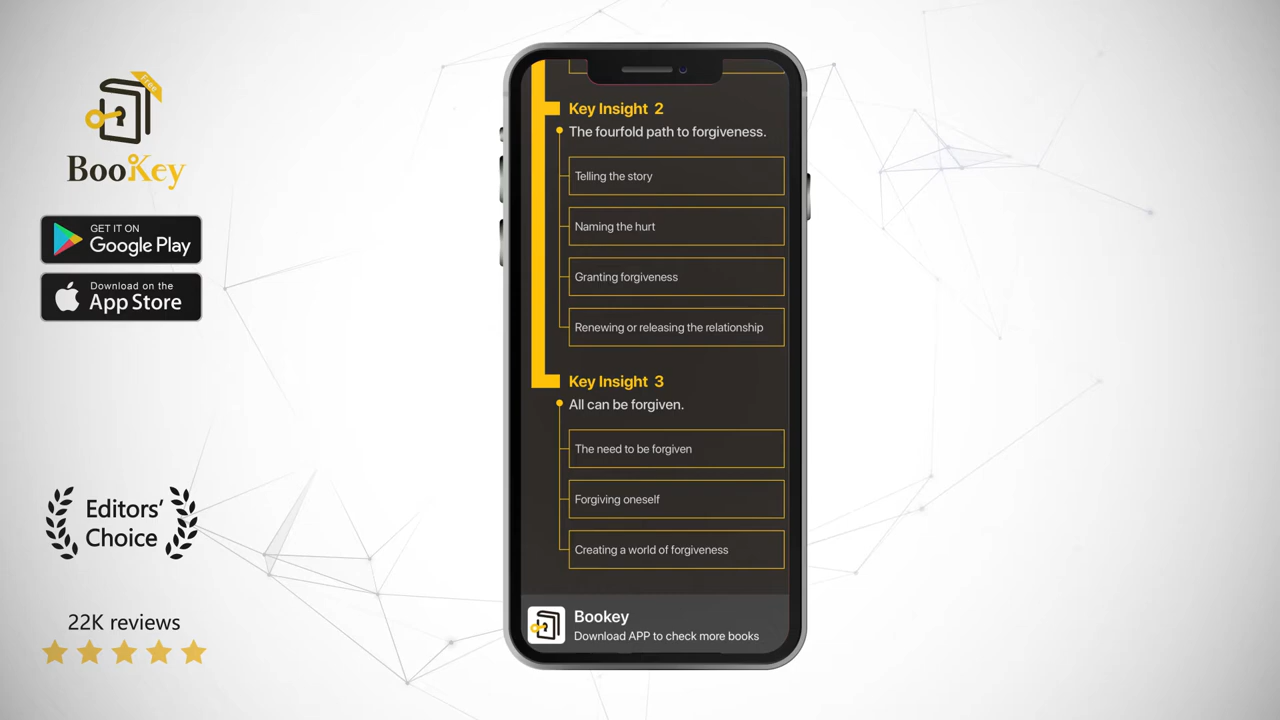 Free
BooKey
GET IT ON
Google Play
Download on the
App Store
Editors'
Choice
22K reviews
Key Insight 2
The fourfold path to forgiveness.
Telling the story
Naming the hurt
Granting forgiveness
Renewing or releasing the relationship
Key Insight 3
All can be forgiven.
The need to be forgiven
Forgiving oneself
Creating a world of forgiveness
Bookey
Download APP to check more books